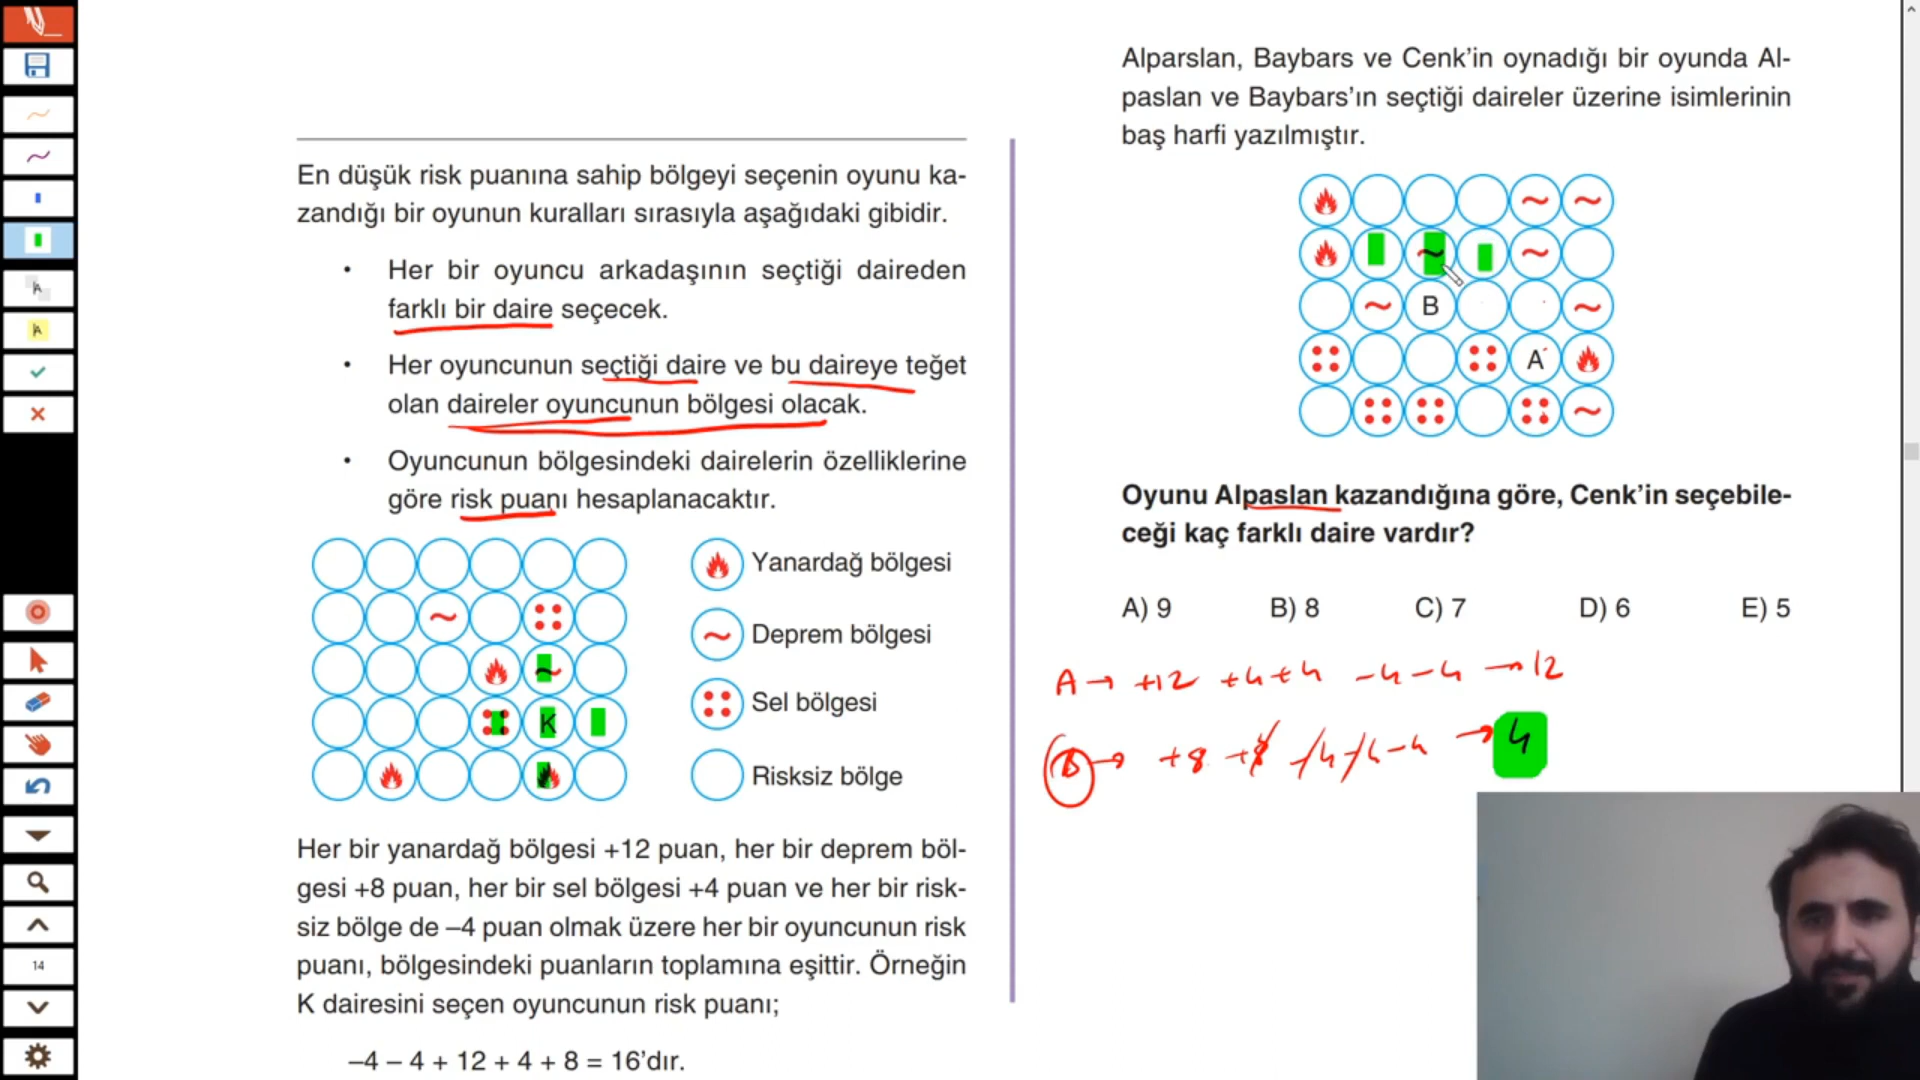 En düşük risk puanına sahip bölgeyi seçenin oyunu ka-
zandığı bir oyunun kuralları sırasıyla aşağıdaki gibidir.
• Her bir oyuncu arkadaşının seçtiği daireden
farklı bir daire seçecek.
• Her oyuncunun seçtiği daire ve bu daireye teğet
olan daireler oyuncunun bölgesi olacak.
• Oyuncunun bölgesindeki dairelerin özelliklerine
göre risk puanı hesaplanacaktır.
K
Yanardağ bölgesi
Deprem bölgesi
Sel bölgesi
Risksiz bölge
Her bir yanardağ bölgesi +12 puan, her bir deprem böl-
gesi +8 puan, her bir sel bölgesi +4 puan ve her bir risk-
siz bölge de –4 puan olmak üzere her bir oyuncunun risk
puanı, bölgesindeki puanların toplamına eşittir. Örneğin
K dairesini seçen oyuncunun risk puanı;
–4 – 4 + 12 + 4 + 8 = 16’dır.
Alparslan, Baybars ve Cenk’in oynadığı bir oyunda Al-
paslan ve Baybars’ın seçtiği daireler üzerine isimlerinin
baş harfi yazılmıştır.
B
A
Oyunu Alpaslan kazandığına göre, Cenk’in seçebile-
ceği kaç farklı daire vardır?
A) 9 B) 8 C) 7 D) 6 E) 5
A → +12 +4+4 -4-4 → 12
B → +8 +8 -4-4-4 → 4
14